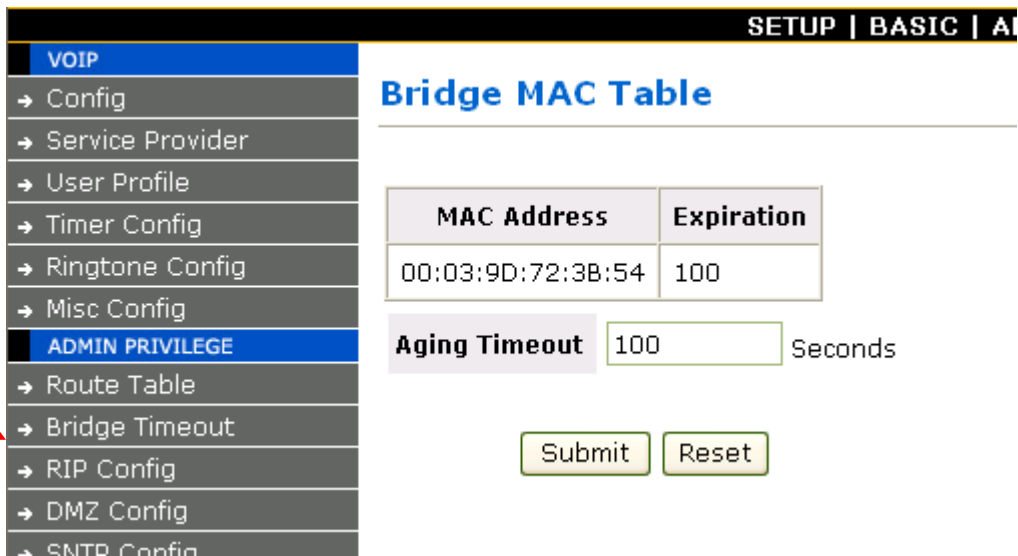 SETUP | BASIC |
VOIP
Config
Service Provider
User Profile
Timer Config
Ringtone Config
Misc Config
ADMIN PRIVILEGE
Route Table
Bridge Timeout
RIP Config
DMZ Config
SNTP Config
Bridge MAC Table
MAC Address Expiration
00:03:9D:72:3B:54 100
Aging Timeout 100 Seconds
Submit Reset